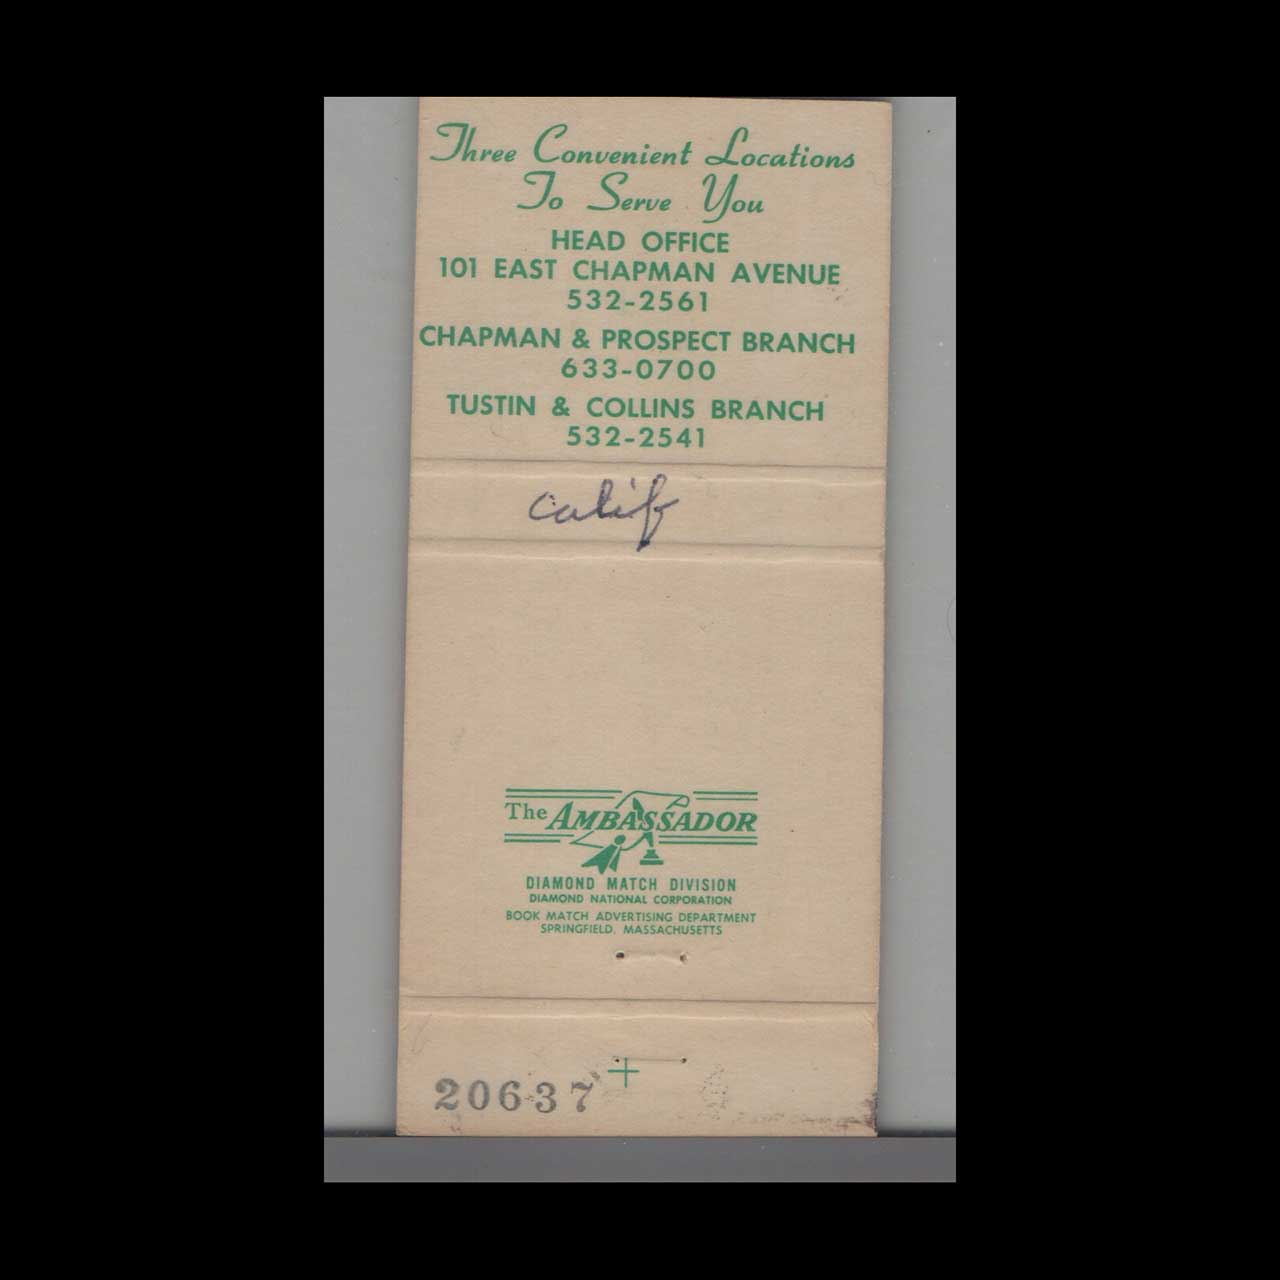 Three Convenient Locations
To Serve You
HEAD OFFICE
101 EAST CHAPMAN AVENUE
532-2561
CHAPMAN & PROSPECT BRANCH
633-0700
TUSTIN & COLLINS BRANCH
532-2541
Calif
The AMBASSADOR
DIAMOND MATCH DIVISION
DIAMOND NATIONAL CORPORATION
BOOK MATCH ADVERTISING DEPARTMENT
SPRINGFIELD, MASSACHUSETTS
20637